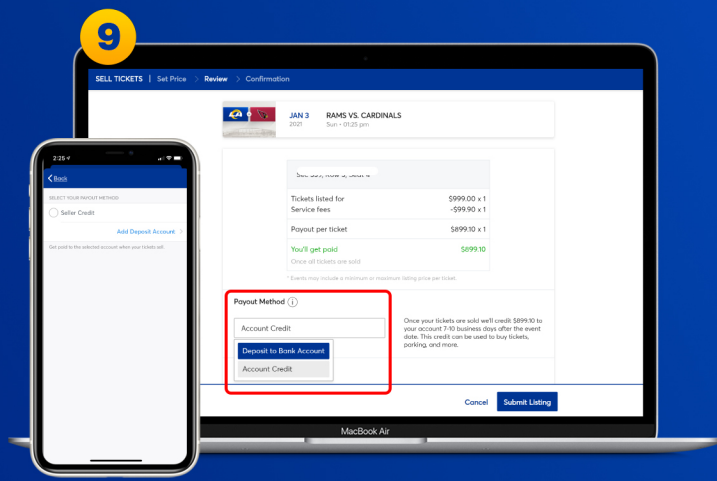 9
SELL TICKETS | Set Price > Review > Confirmation
JAN 3 RAMS VS. CARDINALS
2021 Sun • 01:25 pm
Tickets listed for $999.00 x 1
Service fees -$99.90 x 1
Payout per ticket $899.10 x 1
You'll get paid $899.10
Once all tickets are sold
* Events may include a minimum or maximum listing price per ticket.
Payout Method i
Account Credit
Deposit to Bank Account
Account Credit
Once your tickets are sold we'll credit $899.10 to
your account 7-10 business days after the event
date. This credit can be used to buy tickets,
parking, and more.
Cancel Submit Listing
MacBook Air
2:25
Back
SELECT YOUR PAYOUT METHOD
Seller Credit
Add Deposit Account >
Get paid to the selected account when your tickets sell.